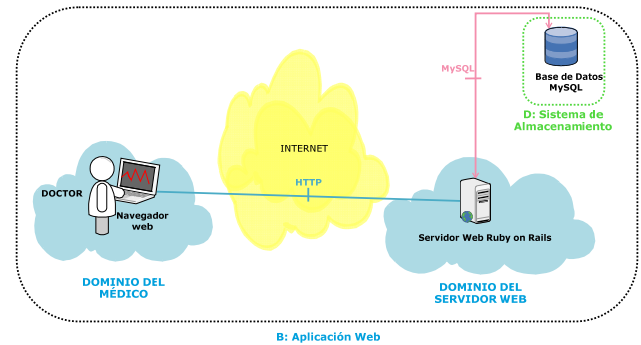 MySQL
Base de Datos
MySQL
D: Sistema de
Almacenamiento
INTERNET
HTTP
DOCTOR
Navegador
web
Servidor Web Ruby on Rails
DOMINIO DEL
MÉDICO
DOMINIO DEL
SERVIDOR WEB
B: Aplicación Web